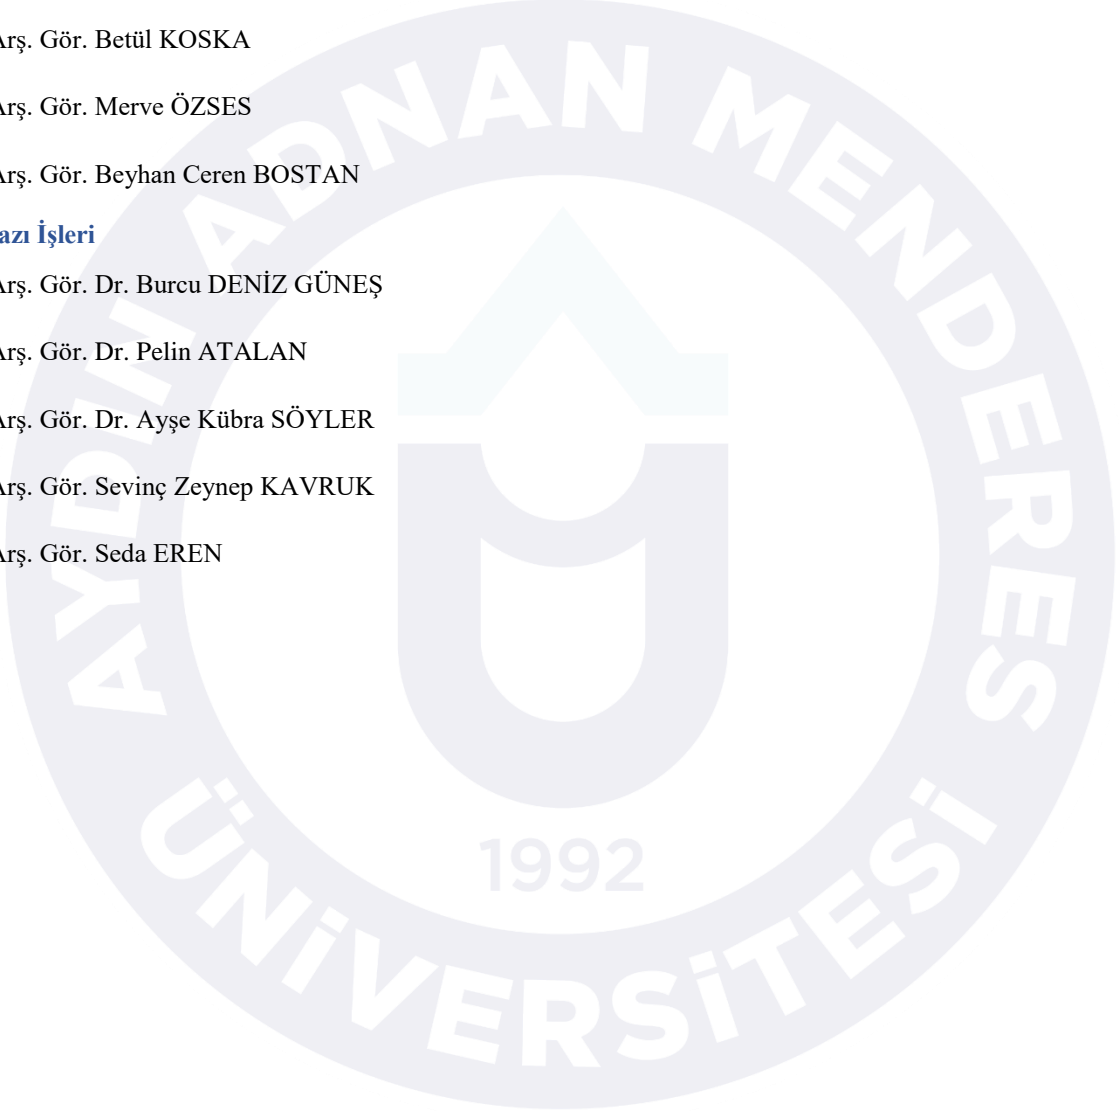 Arş. Gör. Betül KOSKA
Arş. Gör. Merve ÖZSES
Arş. Gör. Beyhan Ceren BOSTAN
azı İşleri
Arş. Gör. Dr. Burcu DENİZ GÜNEŞ
Arş. Gör. Dr. Pelin ATALAN
Arş. Gör. Dr. Ayşe Kübra SÖYLER
Arş. Gör. Sevinç Zeynep KAVRUK
Arş. Gör. Seda EREN
AYDIN ADNAN MENDERES
ÜNİVERSİTESİ
1992